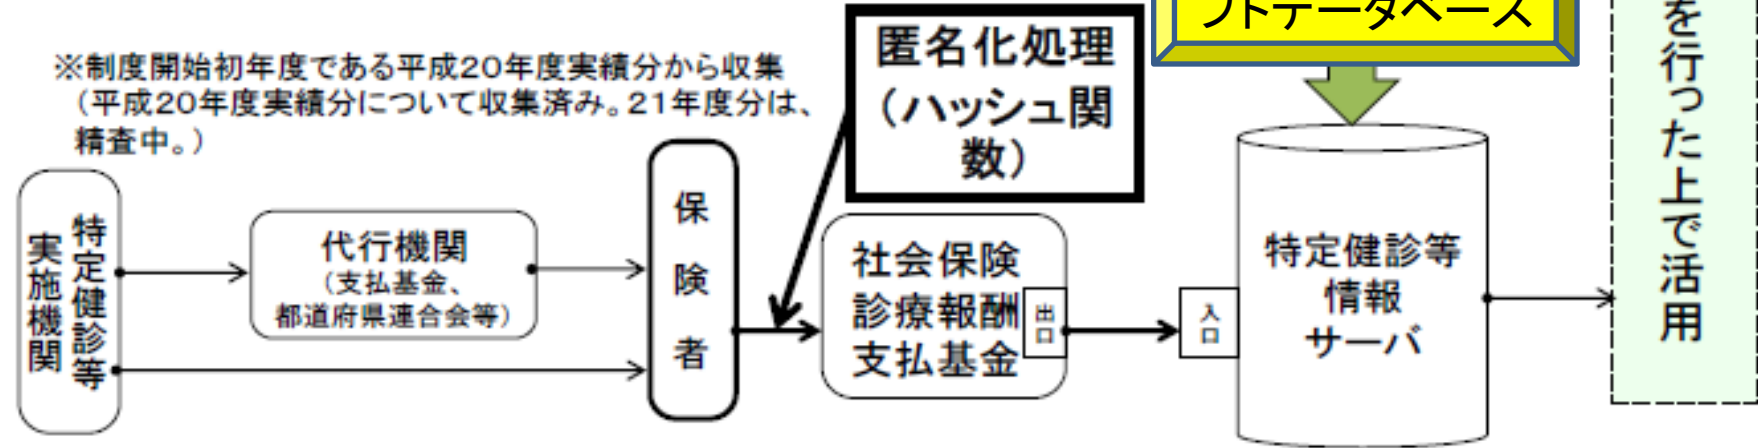 フトデータベース
を行った上で活用
匿名化処理
（ハッシュ関
数）
※制度開始初年度である平成20年度実績分から収集
（平成20年度実績分について収集済み。21年度分は、
精査中。）
特定健診等
実施機関
代行機関
（支払基金、
都道府県連合会等）
保険者
社会保険
診療報酬
支払基金
出口
入口
特定健診等
情報
サーバ